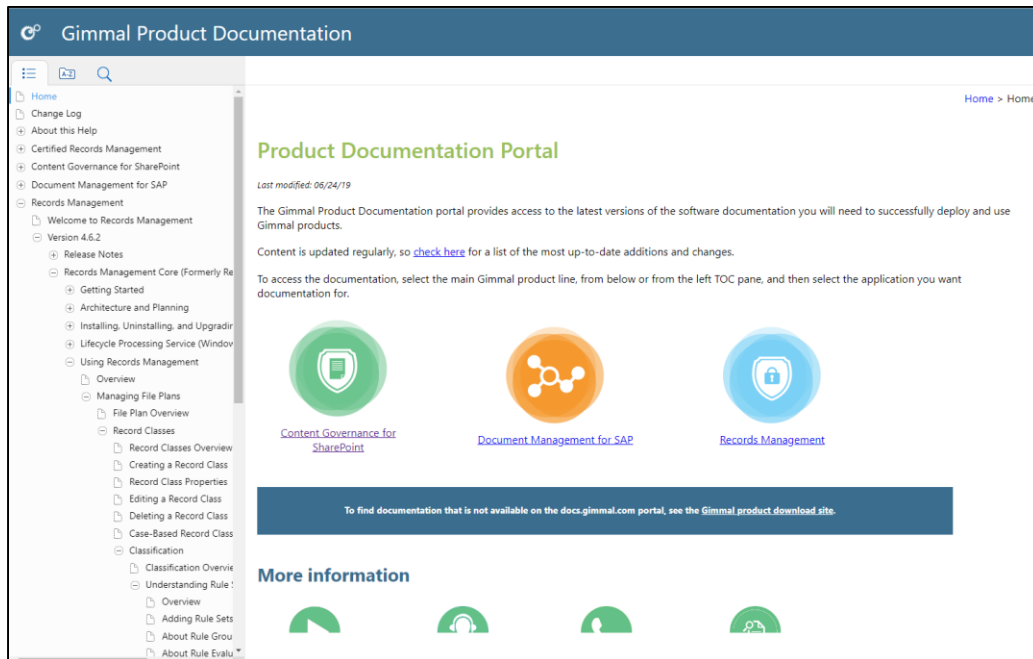 Gimmal Product Documentation
A-Z
Home
Change Log
About this Help
Certified Records Management
Content Governance for SharePoint
Document Management for SAP
Records Management
Welcome to Records Management
Version 4.6.2
Release Notes
Records Management Core (Formerly Re
Getting Started
Architecture and Planning
Installing, Uninstalling, and Upgradin
Lifecycle Processing Service (Window
Using Records Management
Overview
Managing File Plans
File Plan Overview
Record Classes
Record Classes Overview
Creating a Record Class
Record Class Properties
Editing a Record Class
Deleting a Record Class
Case-Based Record Class
Classification
Classification Overvie
Understanding Rule S
Overview
Adding Rule Sets
About Rule Grou
About Rule Evalu
Home > Home
Product Documentation Portal
Last modified: 06/24/19
The Gimmal Product Documentation portal provides access to the latest versions of the software documentation you will need to successfully deploy and use
Gimmal products.
Content is updated regularly, so check here for a list of the most up-to-date additions and changes.
To access the documentation, select the main Gimmal product line, from below or from the left TOC pane, and then select the application you want
documentation for.
Content Governance for
SharePoint
Document Management for SAP
Records Management
To find documentation that is not available on the docs.gimmal.com portal, see the Gimmal product download site.
More information